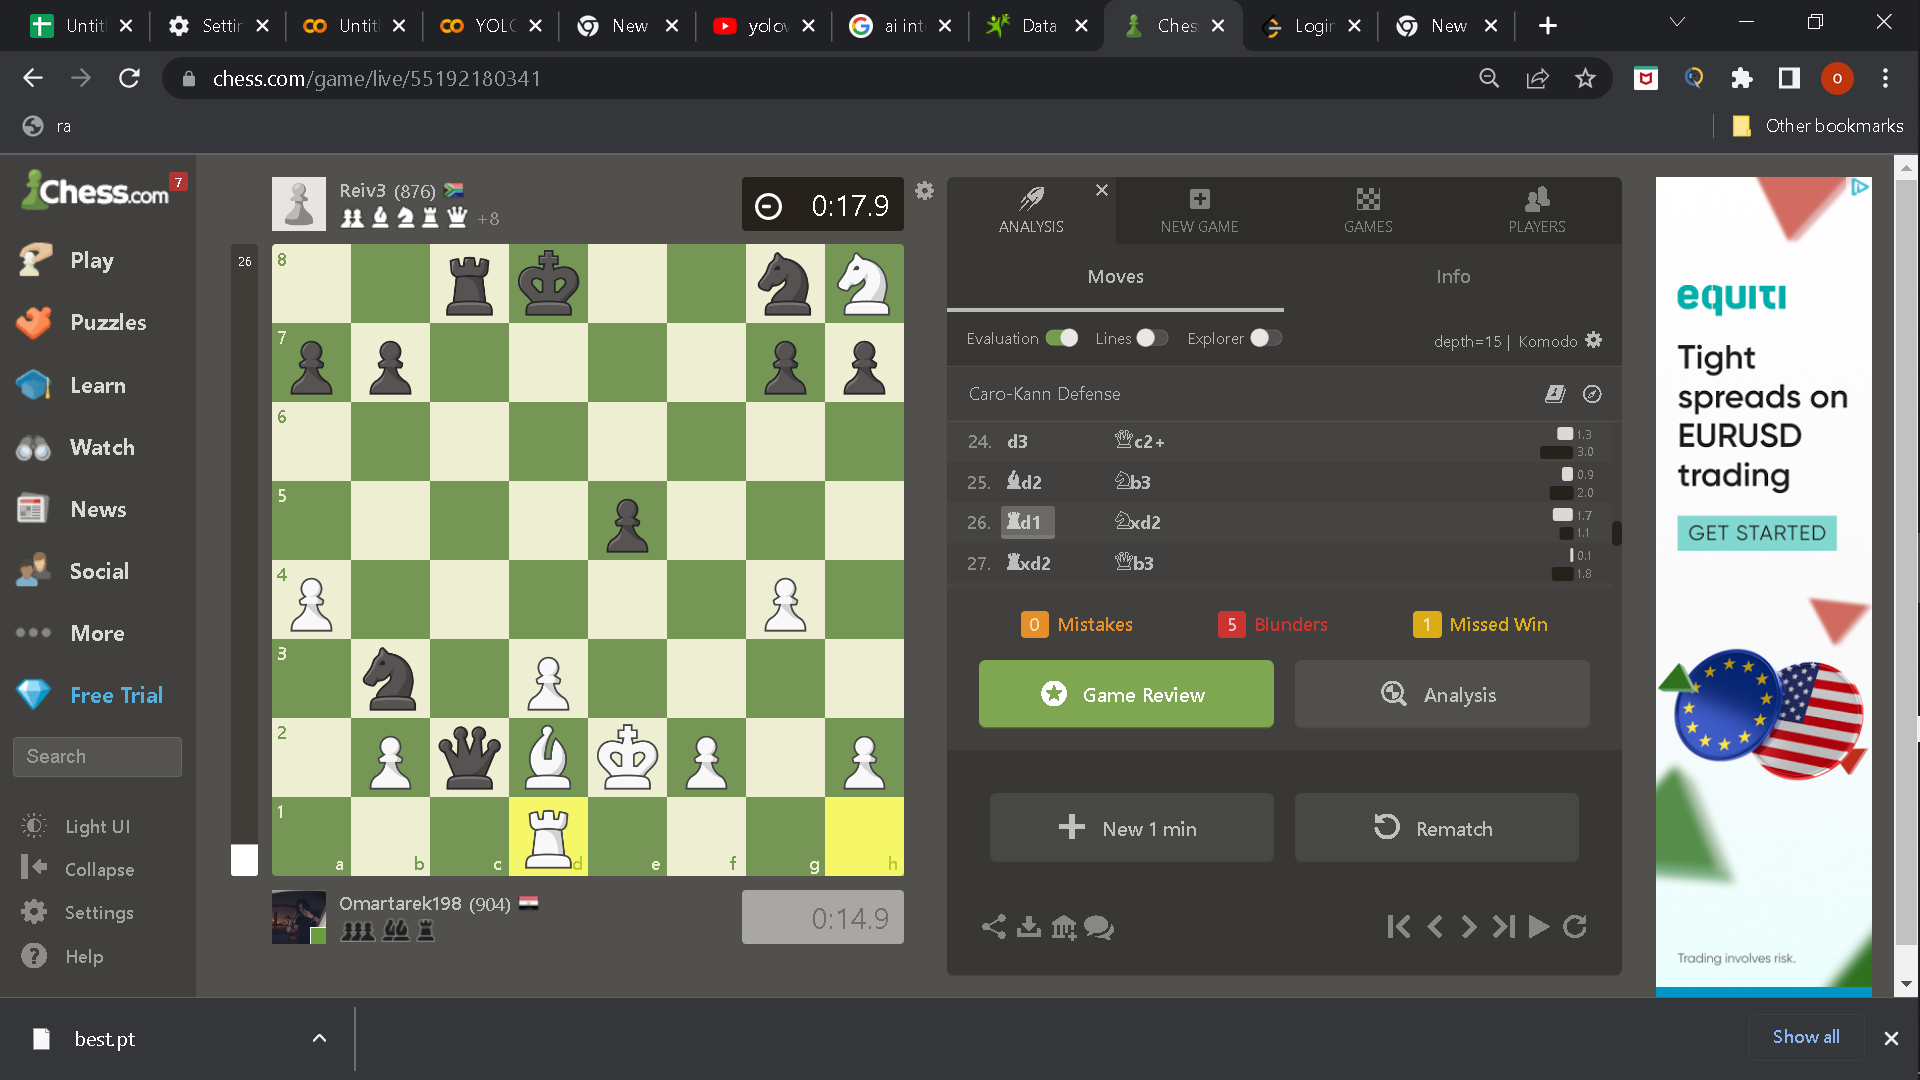 Untitl Settin Untitl YOLO New yolov ai inte Data Chess Login New
chess.com/game/live/55192180341
o
ra
Other bookmarks
Chess.com 7
Play
Puzzles
Learn
Watch
News
Social
More
Free Trial
Search
Light UI
Collapse
Settings
Help
Reiv3 (876)
+8
0:17.9
26
8
7
6
5
4
3
2
1
a b c d e f g h
Omartarek198 (904)
0:14.9
ANALYSIS NEW GAME GAMES PLAYERS
Moves Info
Evaluation Lines Explorer depth=15 | Komodo
Caro-Kann Defense
24. d3 c2+ 1.3
3.0
25. d2 b3 0.9
2.0
26. d1 xd2 1.7
1.1
27. xd2 b3 0.1
1.8
0 Mistakes 5 Blunders 1 Missed Win
Game Review Analysis
New 1 min Rematch
equiti
Tight
spreads on
EURUSD
trading
GET STARTED
Trading involves risk.
best.pt
Show all